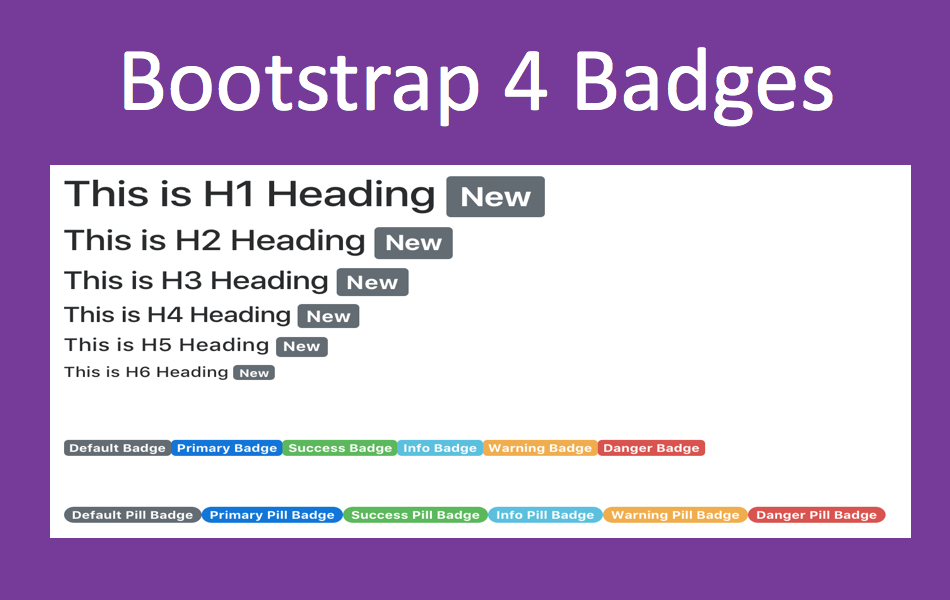 Bootstrap 4 Badges
This is H1 Heading New
This is H2 Heading New
This is H3 Heading New
This is H4 Heading New
This is H5 Heading New
This is H6 Heading New
Default Badge Primary Badge Success Badge Info Badge Warning Badge Danger Badge
Default Pill Badge Primary Pill Badge Success Pill Badge Info Pill Badge Warning Pill Badge Danger Pill Badge